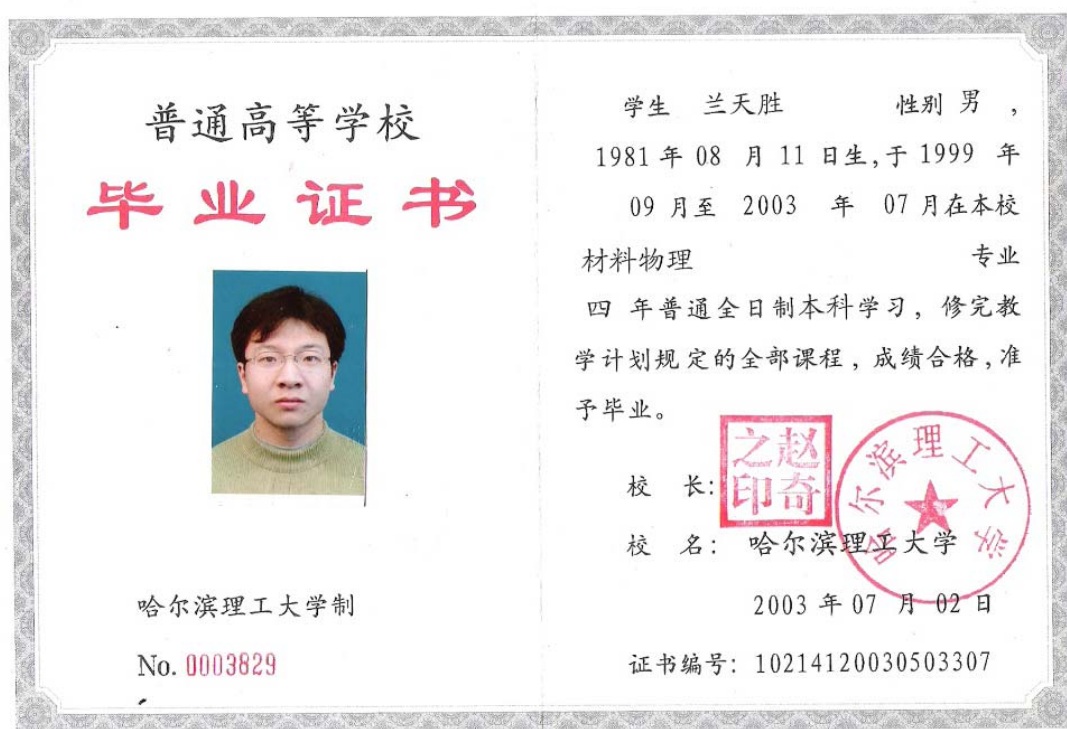 普通高等学校
毕业证书
哈尔滨理工大学制
No. 0003829
学生 兰天胜 性别 男 ,
1981 年 08 月 11 日生,于 1999 年
09 月至 2003 年 07 月在本校
材料物理 专业
四 年普通全日制本科学习, 修完教
学计划规定的全部课程, 成绩合格, 准
予毕业。
校 长: 赵奇之印
校 名: 哈尔滨理工大学
哈尔滨理工大学
2003 年 07 月 02 日
证书编号: 10214120030503307